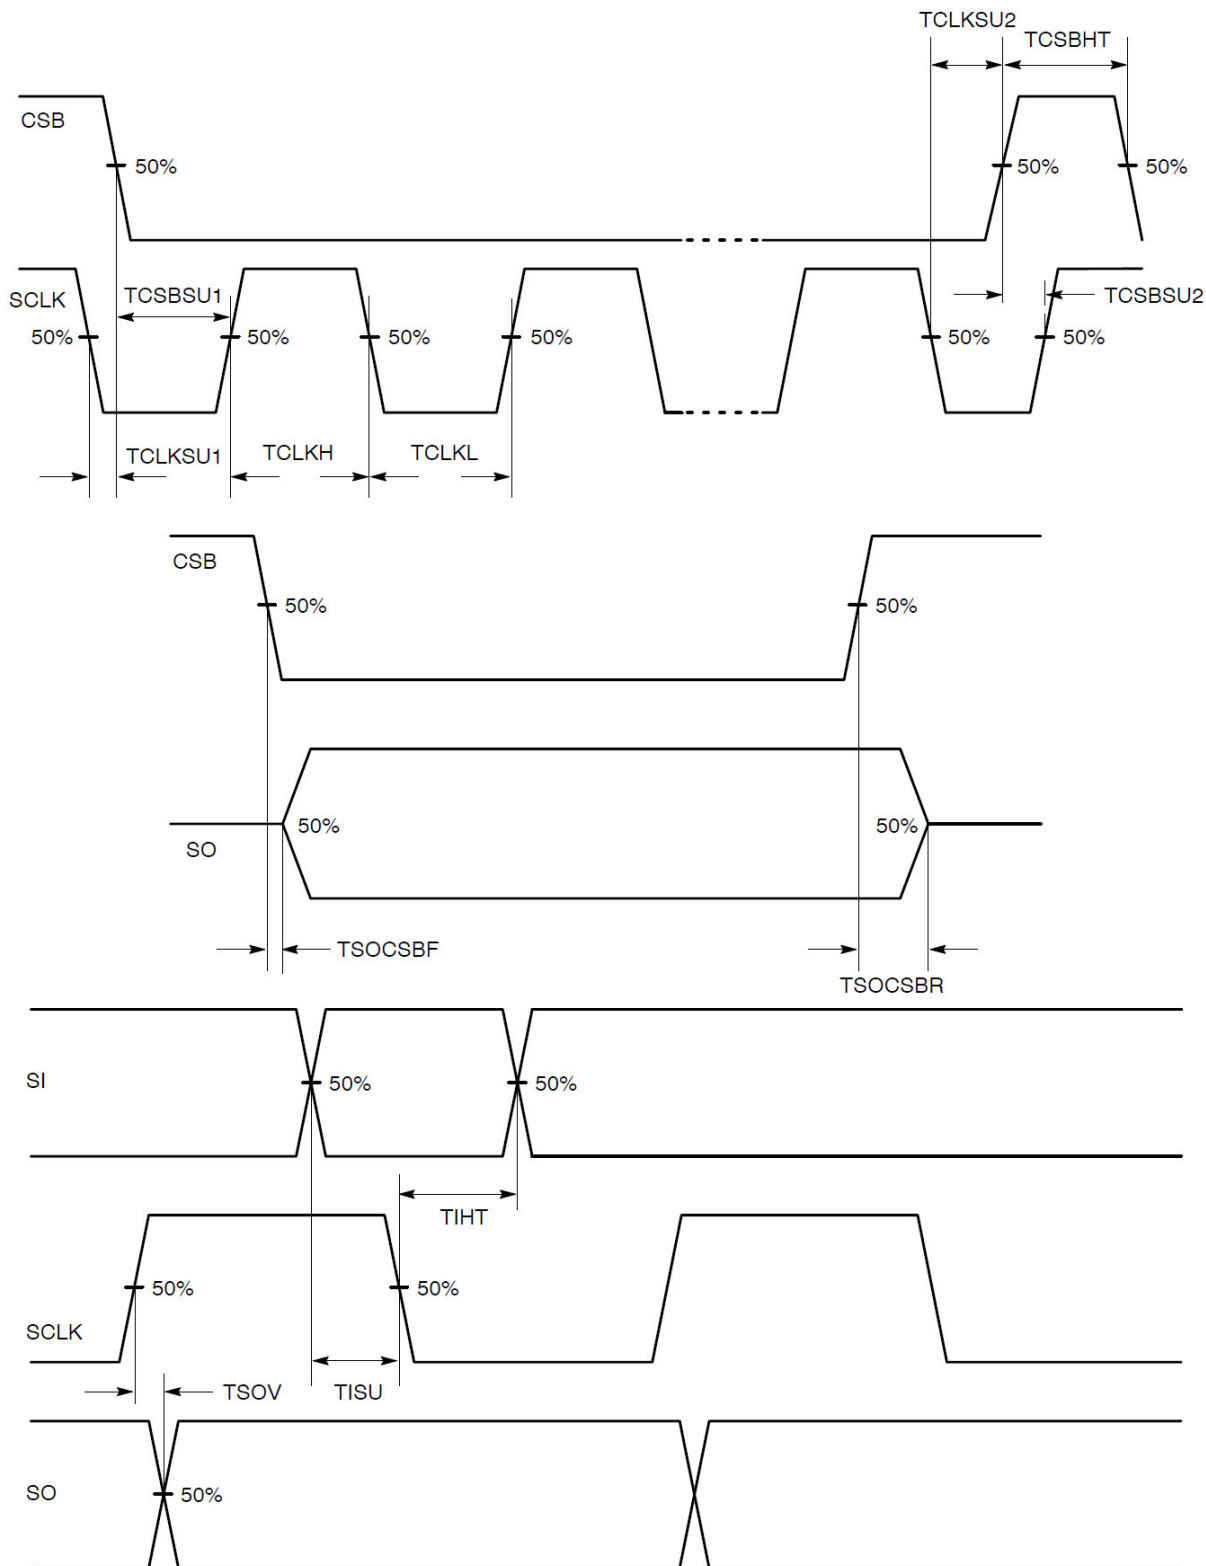 TCLKSU2
TCSBHT
CSB
50%
50%
50%
SCLK
TCSBSU1
TCSBSU2
50%
50%
50%
50%
50%
50%
TCLKSU1
TCLKH
TCLKL
CSB
50%
50%
50%
50%
SO
TSOCSBF
TSOCSBR
SI
50%
50%
TIHT
50%
50%
SCLK
TSOV
TISU
SO
50%